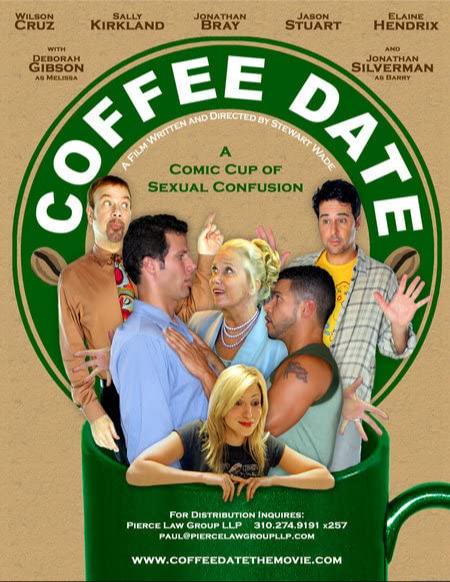 WILSON CRUZ
SALLY KIRKLAND
JONATHAN BRAY
JASON STUART
ELAINE HENDRIX
WITH DEBORAH GIBSON AS MELISSA
AND JONATHAN SILVERMAN AS BARRY
COFFEE DATE
A FILM WRITTEN AND DIRECTED BY STEWART WADE
A
COMIC CUP OF
SEXUAL CONFUSION
FOR DISTRIBUTION INQUIRES:
PIERCE LAW GROUP LLP 310.274.9191 x257
PAUL@PIERCELAWGROUPLLP.COM
WWW.COFFEEDATETHEMOVIE.COM